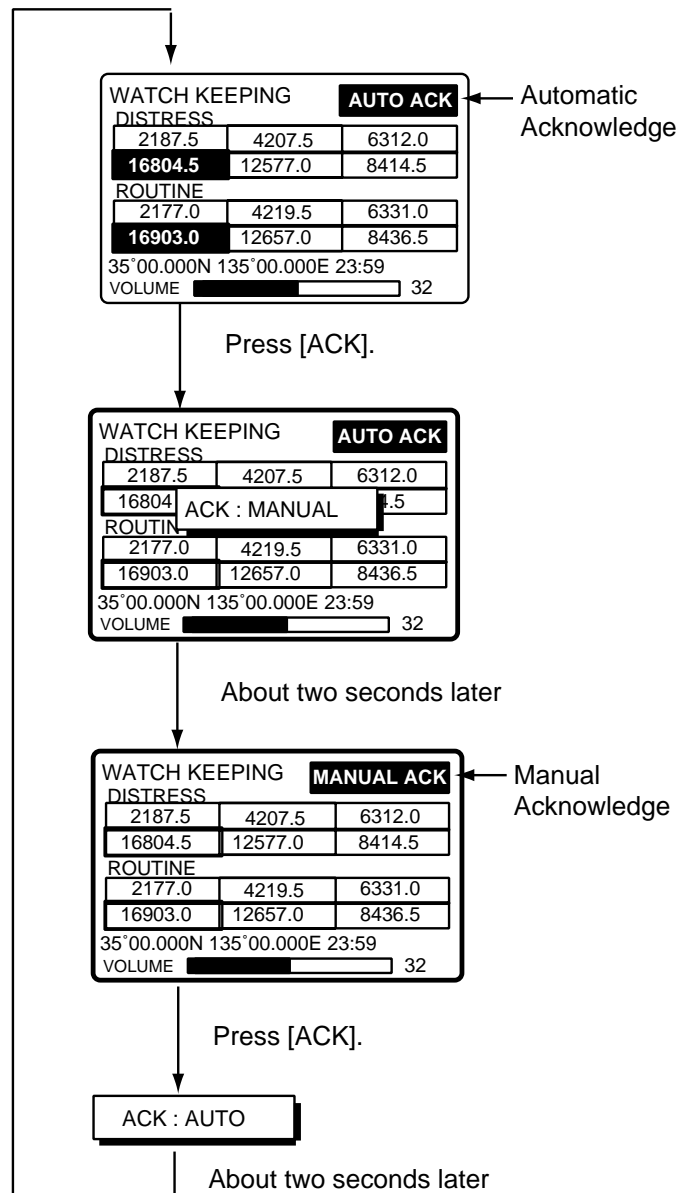 WATCH KEEPING AUTO ACK
Automatic
Acknowledge
DISTRESS
2187.5 4207.5 6312.0
16804.5 12577.0 8414.5
ROUTINE
2177.0 4219.5 6331.0
16903.0 12657.0 8436.5
35°00.000N 135°00.000E 23:59
VOLUME 32
Press [ACK].
WATCH KEEPING AUTO ACK
DISTRESS
2187.5 4207.5 6312.0
16804 ACK : MANUAL 4.5
ROUTIN
2177.0 4219.5 6331.0
16903.0 12657.0 8436.5
35°00.000N 135°00.000E 23:59
VOLUME 32
About two seconds later
WATCH KEEPING MANUAL ACK
Manual
Acknowledge
DISTRESS
2187.5 4207.5 6312.0
16804.5 12577.0 8414.5
ROUTINE
2177.0 4219.5 6331.0
16903.0 12657.0 8436.5
35°00.000N 135°00.000E 23:59
VOLUME 32
Press [ACK].
ACK : AUTO
About two seconds later